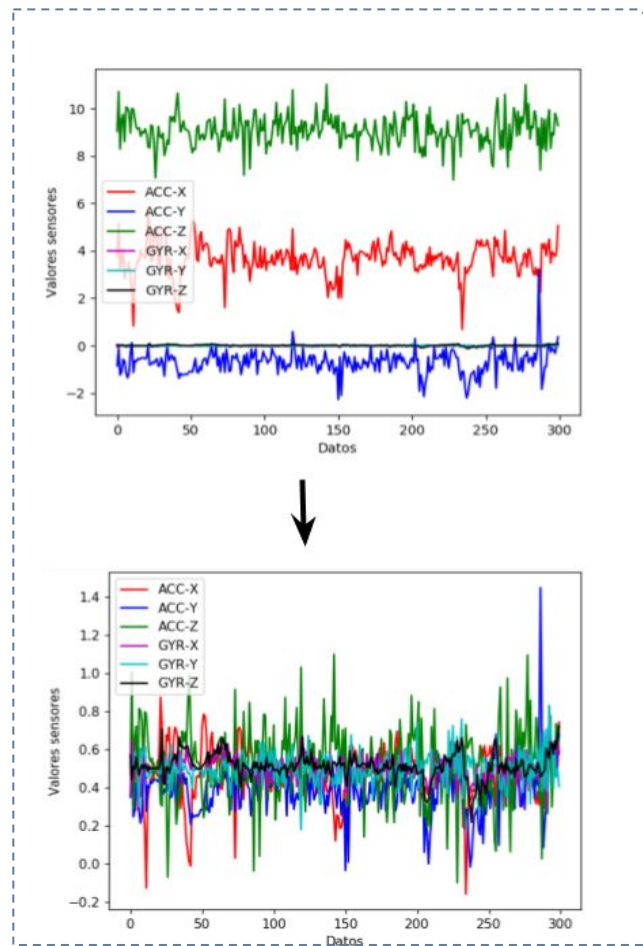 10
8
6
4
2
0
−2
Valores sensores
ACC-X
ACC-Y
ACC-Z
GYR-X
GYR-Y
GYR-Z
0 50 100 150 200 250 300
Datos
1.4
1.2
1.0
0.8
0.6
0.4
0.2
0.0
−0.2
Valores sensores
ACC-X
ACC-Y
ACC-Z
GYR-X
GYR-Y
GYR-Z
0 50 100 150 200 250 300
Datos